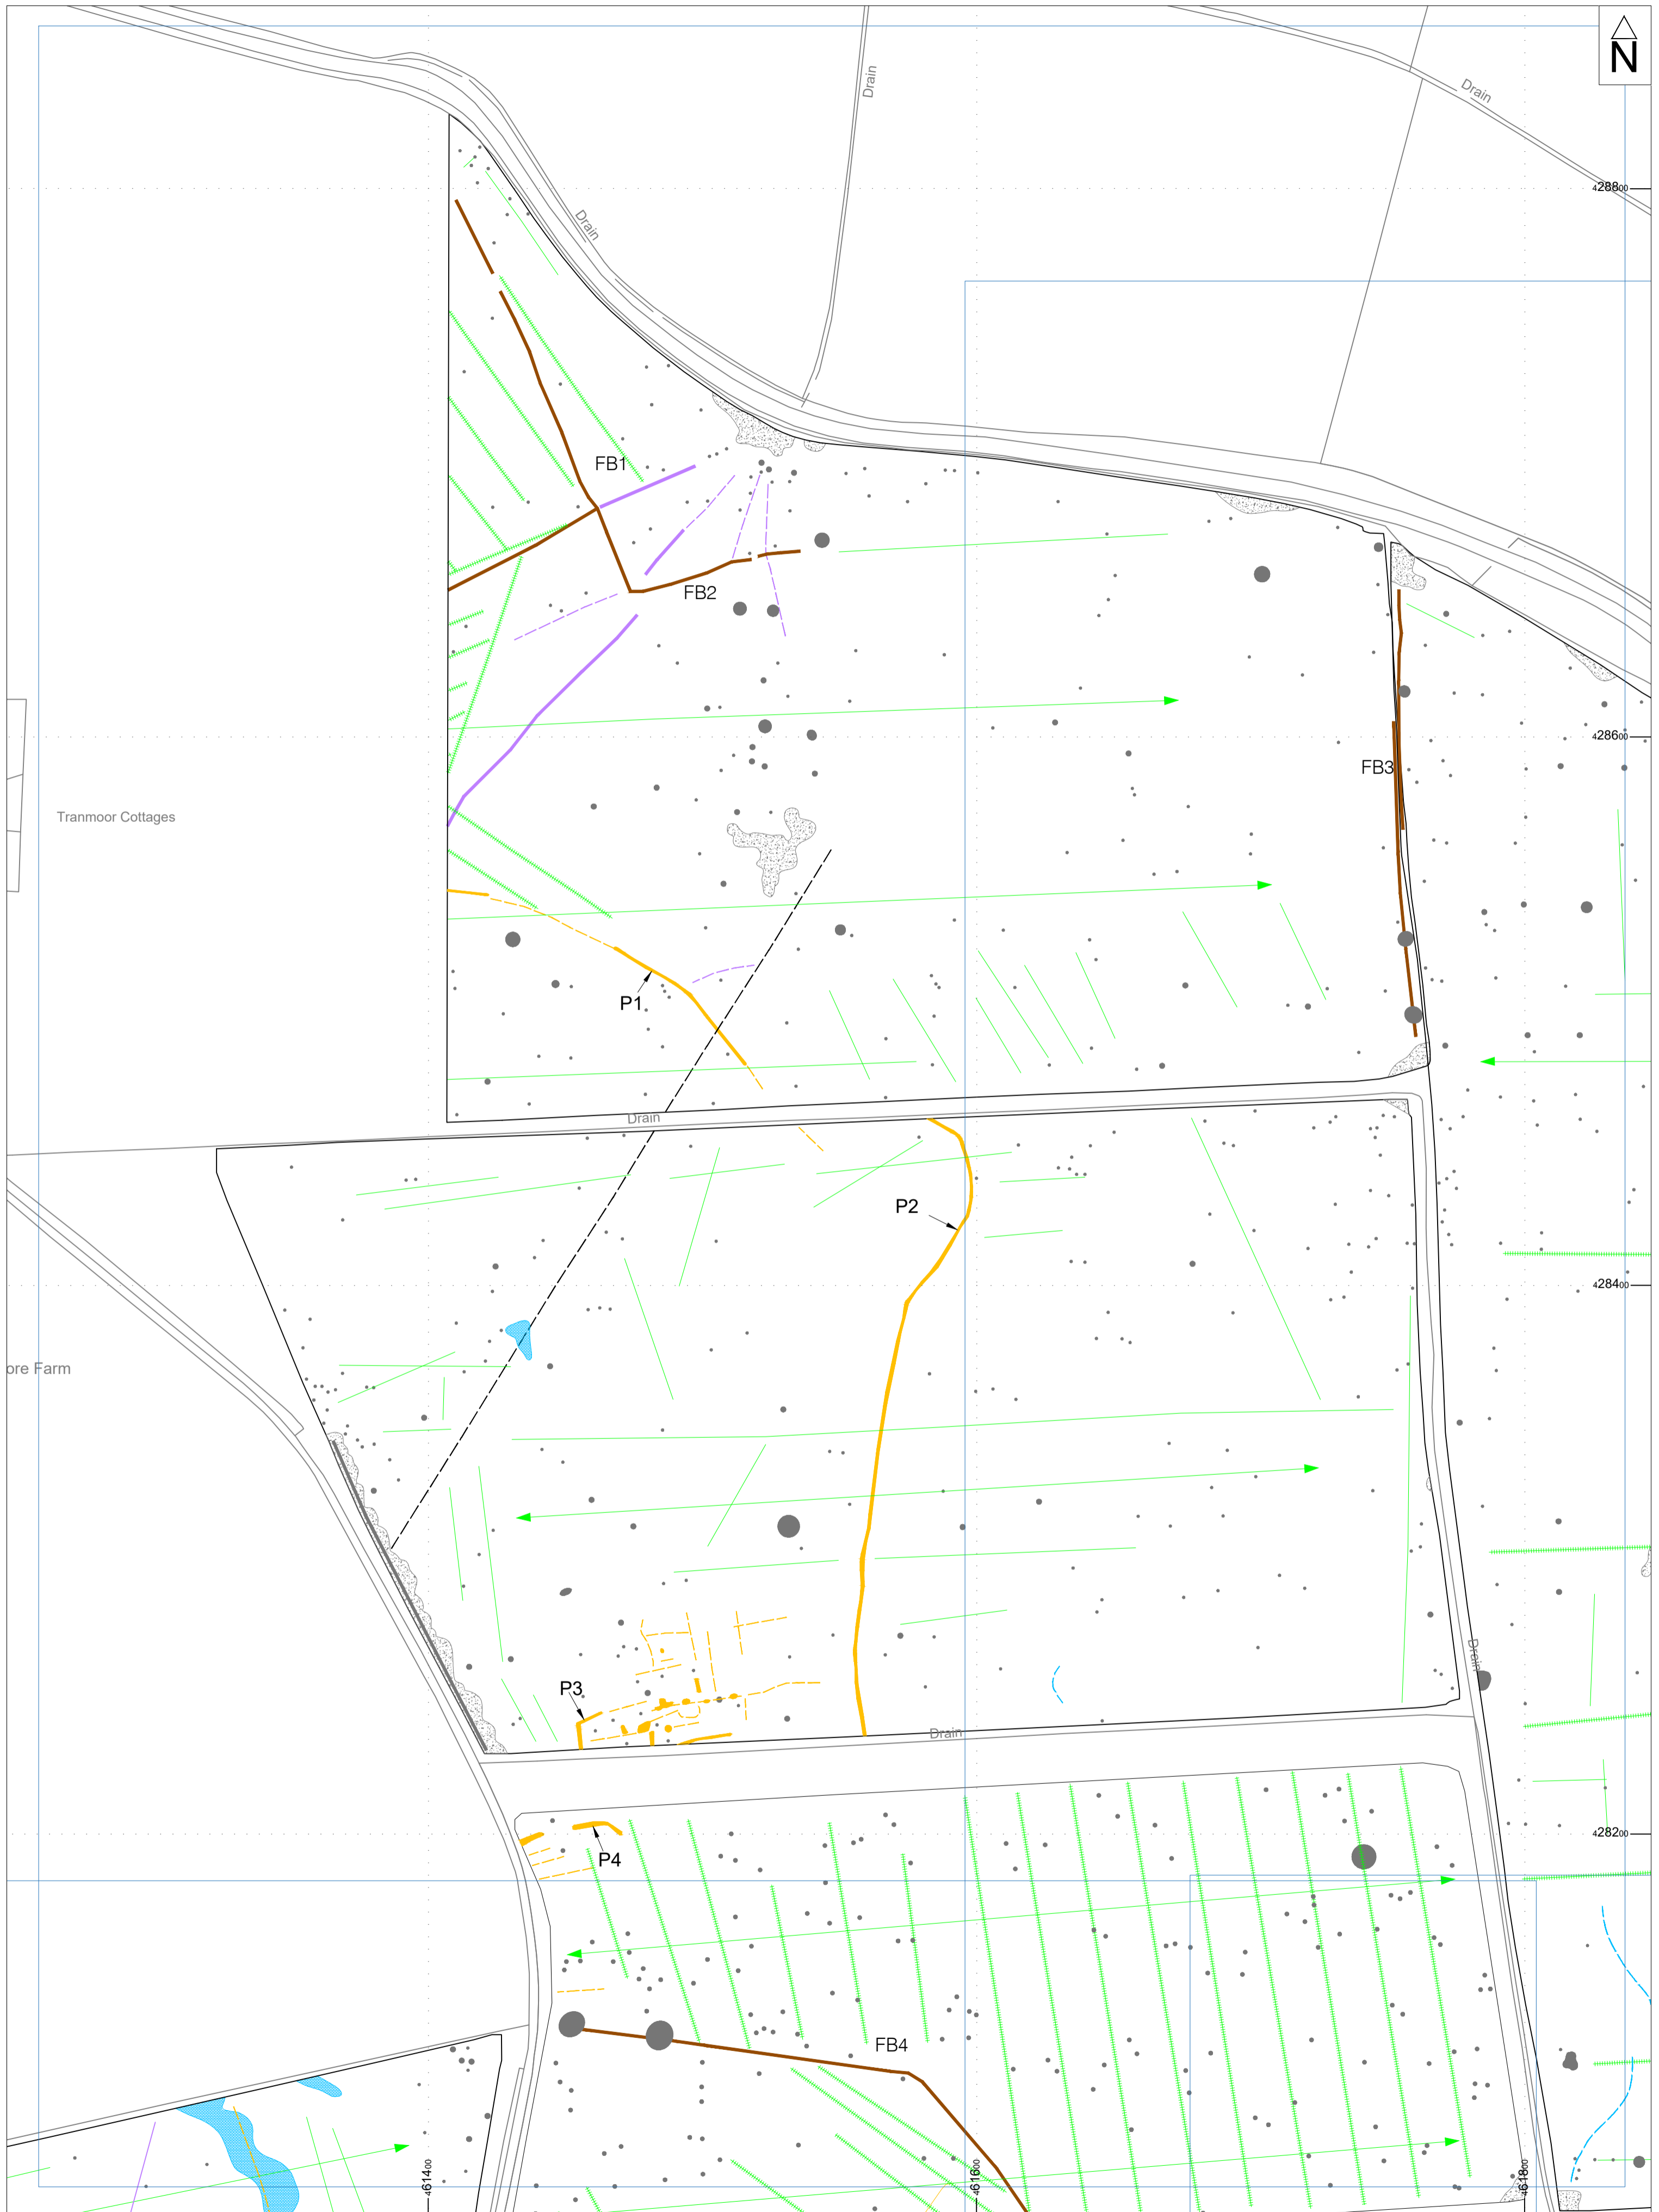 N
Drain
Drain
Drain
428800
FB1
FB2
428600
FB3
Tranmoor Cottages
P1
Drain
P2
428400
ore Farm
Drain
P3
Drain
428200
P4
FB4
461400
461600
461800